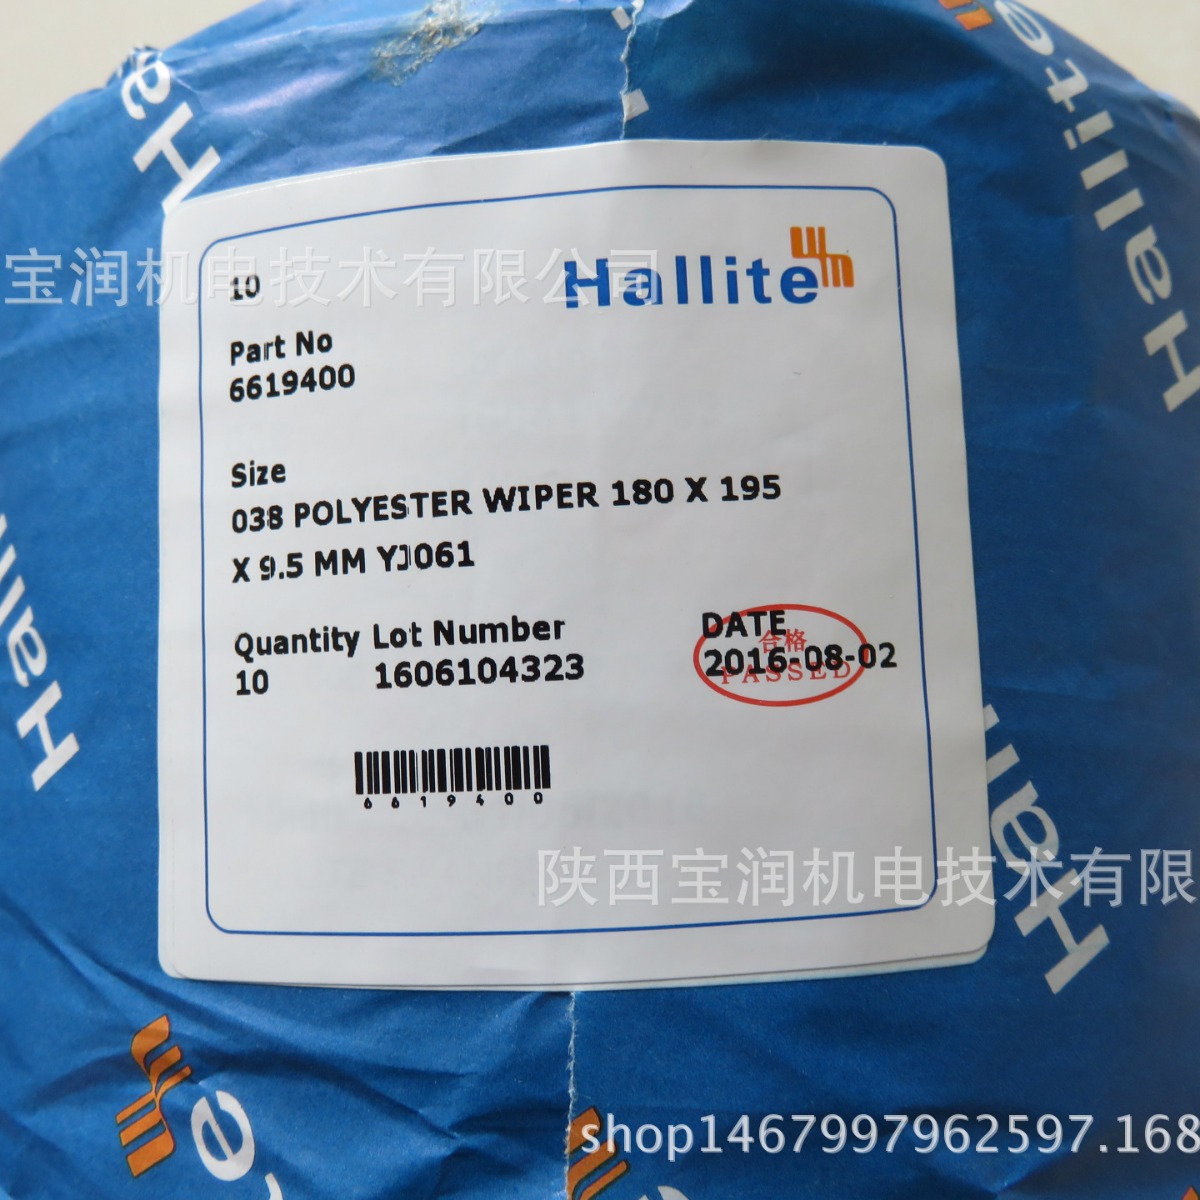 Hallite
Hallite
宝润机电技术有限公司
10
Hallite
Part No
6619400
Size
038 POLYESTER WIPER 180 X 195
X 9.5 MM YJ061
Quantity Lot Number
10 1606104323
DATE
合格
2016-08-02
PASSED
6619400
陕西宝润机电技术有限
Halli
Halli
shop1467997962597.168